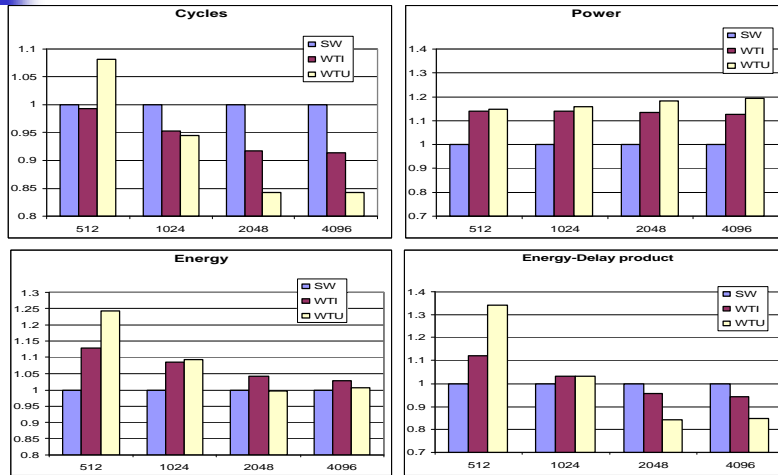 Cycles
1.1
1.05
1
0.95
0.9
0.85
0.8
512 1024 2048 4096
SW
WTI
WTU
Power
1.4
1.3
1.2
1.1
1
0.9
0.8
0.7
512 1024 2048 4096
SW
WTI
WTU
Energy
1.3
1.25
1.2
1.15
1.1
1.05
1
0.95
0.9
0.85
0.8
512 1024 2048 4096
SW
WTI
WTU
Energy-Delay product
1.4
1.3
1.2
1.1
1
0.9
0.8
0.7
512 1024 2048 4096
SW
WTI
WTU